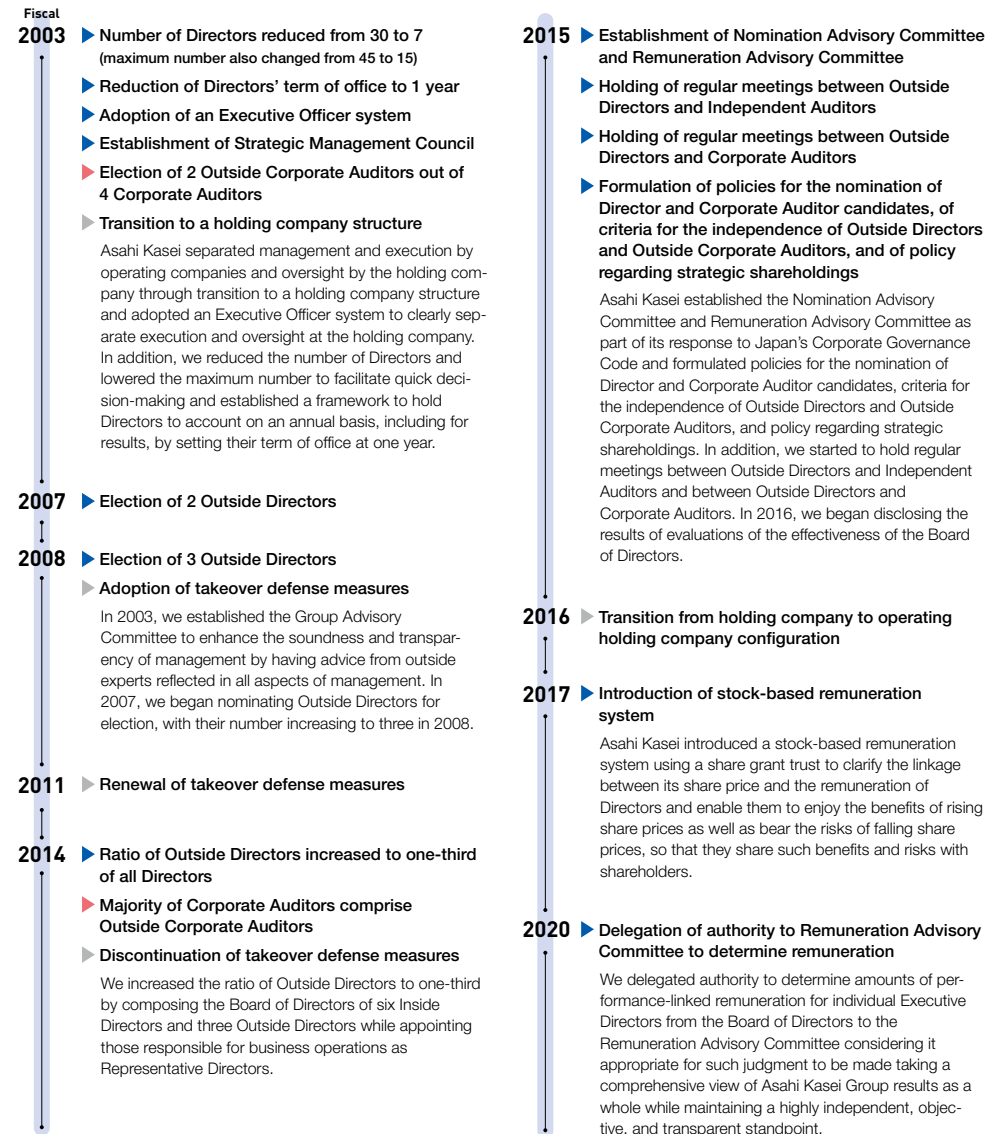 Fiscal
2003 Number of Directors reduced from 30 to 7
(maximum number also changed from 45 to 15)
Reduction of Directors' term of office to 1 year
Adoption of an Executive Officer system
Establishment of Strategic Management Council
Election of 2 Outside Corporate Auditors out of
4 Corporate Auditors
Transition to a holding company structure
Asahi Kasei separated management and execution by
operating companies and oversight by the holding com-
pany through transition to a holding company structure
and adopted an Executive Officer system to clearly sep-
arate execution and oversight at the holding company.
In addition, we reduced the number of Directors and
lowered the maximum number to facilitate quick deci-
sion-making and established a framework to hold
Directors to account on an annual basis, including for
results, by setting their term of office at one year.
2007 Election of 2 Outside Directors
2008 Election of 3 Outside Directors
Adoption of takeover defense measures
In 2003, we established the Group Advisory
Committee to enhance the soundness and transpar-
ency of management by having advice from outside
experts reflected in all aspects of management. In
2007, we began nominating Outside Directors for
election, with their number increasing to three in 2008.
2011 Renewal of takeover defense measures
2014 Ratio of Outside Directors increased to one-third
of all Directors
Majority of Corporate Auditors comprise
Outside Corporate Auditors
Discontinuation of takeover defense measures
We increased the ratio of Outside Directors to one-third
by composing the Board of Directors of six Inside
Directors and three Outside Directors while appointing
those responsible for business operations as
Representative Directors.
2015 Establishment of Nomination Advisory Committee
and Remuneration Advisory Committee
Holding of regular meetings between Outside
Directors and Independent Auditors
Holding of regular meetings between Outside
Directors and Corporate Auditors
Formulation of policies for the nomination of
Director and Corporate Auditor candidates, of
criteria for the independence of Outside Directors
and Outside Corporate Auditors, and of policy
regarding strategic shareholdings
Asahi Kasei established the Nomination Advisory
Committee and Remuneration Advisory Committee as
part of its response to Japan's Corporate Governance
Code and formulated policies for the nomination of
Director and Corporate Auditor candidates, criteria for
the independence of Outside Directors and Outside
Corporate Auditors, and policy regarding strategic
shareholdings. In addition, we started to hold regular
meetings between Outside Directors and Independent
Auditors and between Outside Directors and
Corporate Auditors. In 2016, we began disclosing the
results of evaluations of the effectiveness of the Board
of Directors.
2016 Transition from holding company to operating
holding company configuration
2017 Introduction of stock-based remuneration
system
Asahi Kasei introduced a stock-based remuneration
system using a share grant trust to clarify the linkage
between its share price and the remuneration of
Directors and enable them to enjoy the benefits of rising
share prices as well as bear the risks of falling share
prices, so that they share such benefits and risks with
shareholders.
2020 Delegation of authority to Remuneration Advisory
Committee to determine remuneration
We delegated authority to determine amounts of per-
formance-linked remuneration for individual Executive
Directors from the Board of Directors to the
Remuneration Advisory Committee considering it
appropriate for such judgment to be made taking a
comprehensive view of Asahi Kasei Group results as a
whole while maintaining a highly independent, objec-
tive, and transparent standpoint.